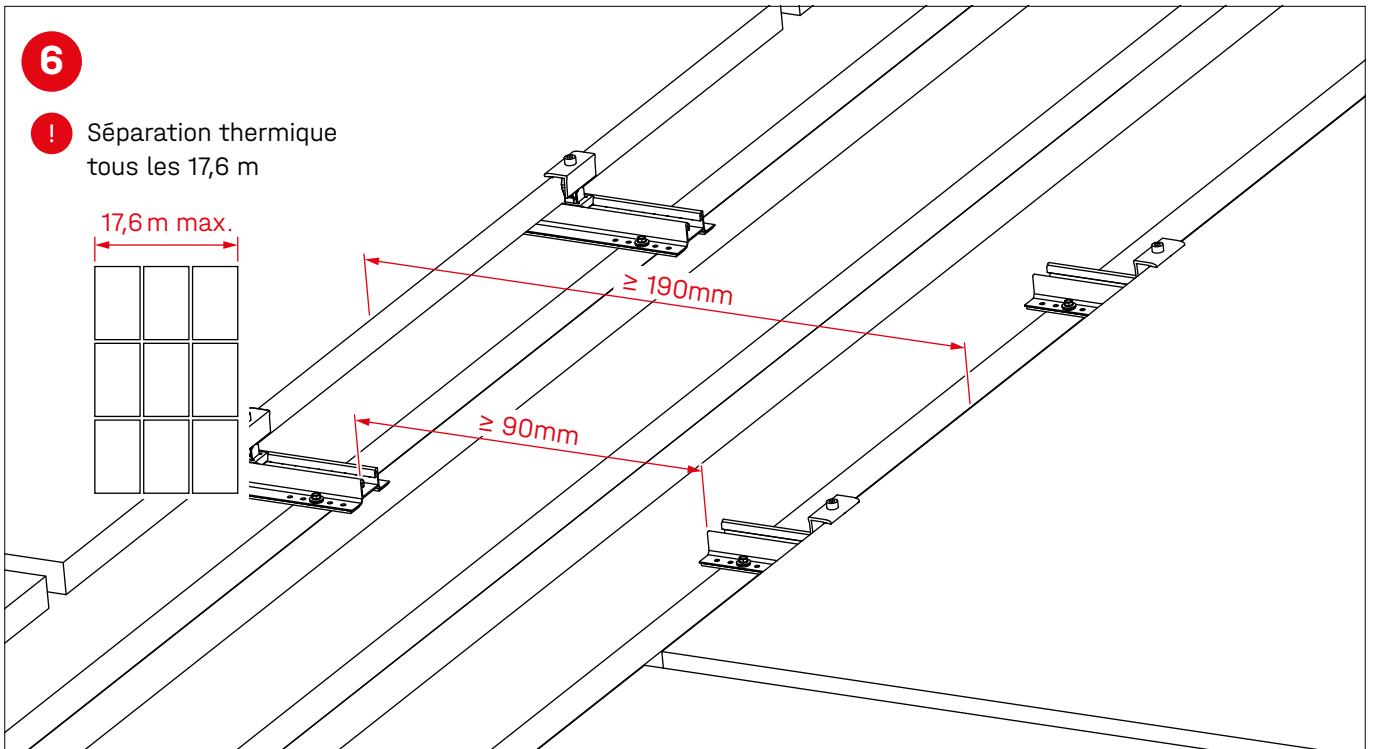 6
! Séparation thermique
tous les 17,6 m
17,6 m max.
≥ 190mm
≥ 90mm